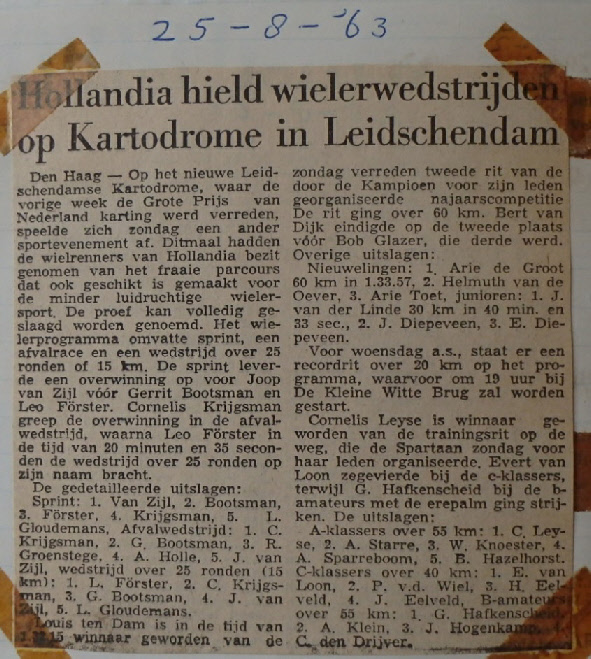 25-8-'63
Hollandia hield wielerwedstrijden
op Kartodrome in Leidschendam
Den Haag — Op het nieuwe Leid-
schendamse Kartodrome, waar de
vorige week de Grote Prijs van
Nederland karting werd verreden,
speelde zich zondag een ander
sportevenement af. Ditmaal hadden
de wielrenners van Hollandia bezit
genomen van het fraaie parcours
dat ook geschikt is gemaakt voor
de minder luidruchtige wieler-
sport. De proef kan volledig ge-
slaagd worden genoemd. Het wie-
lerprogramma omvatte sprint, een
afvalrace en een wedstrijd over 25
ronden of 15 km. De sprint lever-
de een overwinning op voor Joop
van Zijl vóór Gerrit Bootsman en
Leo Förster. Cornelis Krijgsman
greep de overwinning in de afval-
wedstrijd, waarna Leo Förster in
de tijd van 20 minuten en 35 secon-
den de wedstrijd over 25 ronden op
zijn naam bracht.
De gedetailleerde uitslagen:
Sprint: 1. Van Zijl, 2. Bootsman,
3. Förster, 4. Krijgsman, 5. L.
Gloudemans, Afvalwedstrijd: 1. C.
Krijgsman, 2. G. Bootsman, 3. R.
Groenstege, 4. A. Holle, 5. J. van
Zijl, wedstrijd over 25 ronden (15
km): 1. L. Förster, 2. C. Krijgs-
man, 3. G. Bootsman, 4. J. van
Zijl, 5. L. Gloudemans.
Louis ten Dam is in de tijd van
winnaar geworden van de
zondag verreden tweede rit van de
door de Kampioen voor zijn leden
georganiseerde najaarscompetitie
De rit ging over 60 km. Bert van
Dijk eindigde op de tweede plaats
vóór Bob Glazer, die derde werd.
Overige uitslagen:
Nieuwelingen: 1. Arie de Groot
60 km in 1.33.57, 2. Helmuth van de
Oever, 3. Arie Toet, junioren: 1. J.
van der Linde 30 km in 40 min. en
33 sec., 2. J. Diepeveen, 3. E. Die-
peveen.
Voor woensdag a.s., staat er een
recordrit over 20 km op het pro-
gramma, waarvoor om 19 uur bij
De Kleine Witte Brug zal worden
gestart.
Cornelis Leyse is winnaar ge-
worden van de trainingsrit op de
weg, die de Spartaan zondag voor
haar leden organiseerde. Evert van
Loon zegevierde bij de c-klassers,
terwijl G. Hafkenscheid bij de b-
amateurs met de erepalm ging strij-
ken. De uitslagen:
A-klassers over 55 km: 1. C. Ley-
se, 2. A. Starre, 3. W. Knoester, 4.
A. Sparreboom, 5. B. Hazelhorst.
C-klassers over 40 km: 1. E. van
Loon, 2. P. v.d. Wiel, 3. H. Eel-
veld, 4. J. Eelveld, B-amateurs
over 55 km: 1. G. Hafkenscheid,
2. A. Klein, 3. J. Hogenkamp, 4.
C. den Drijver.